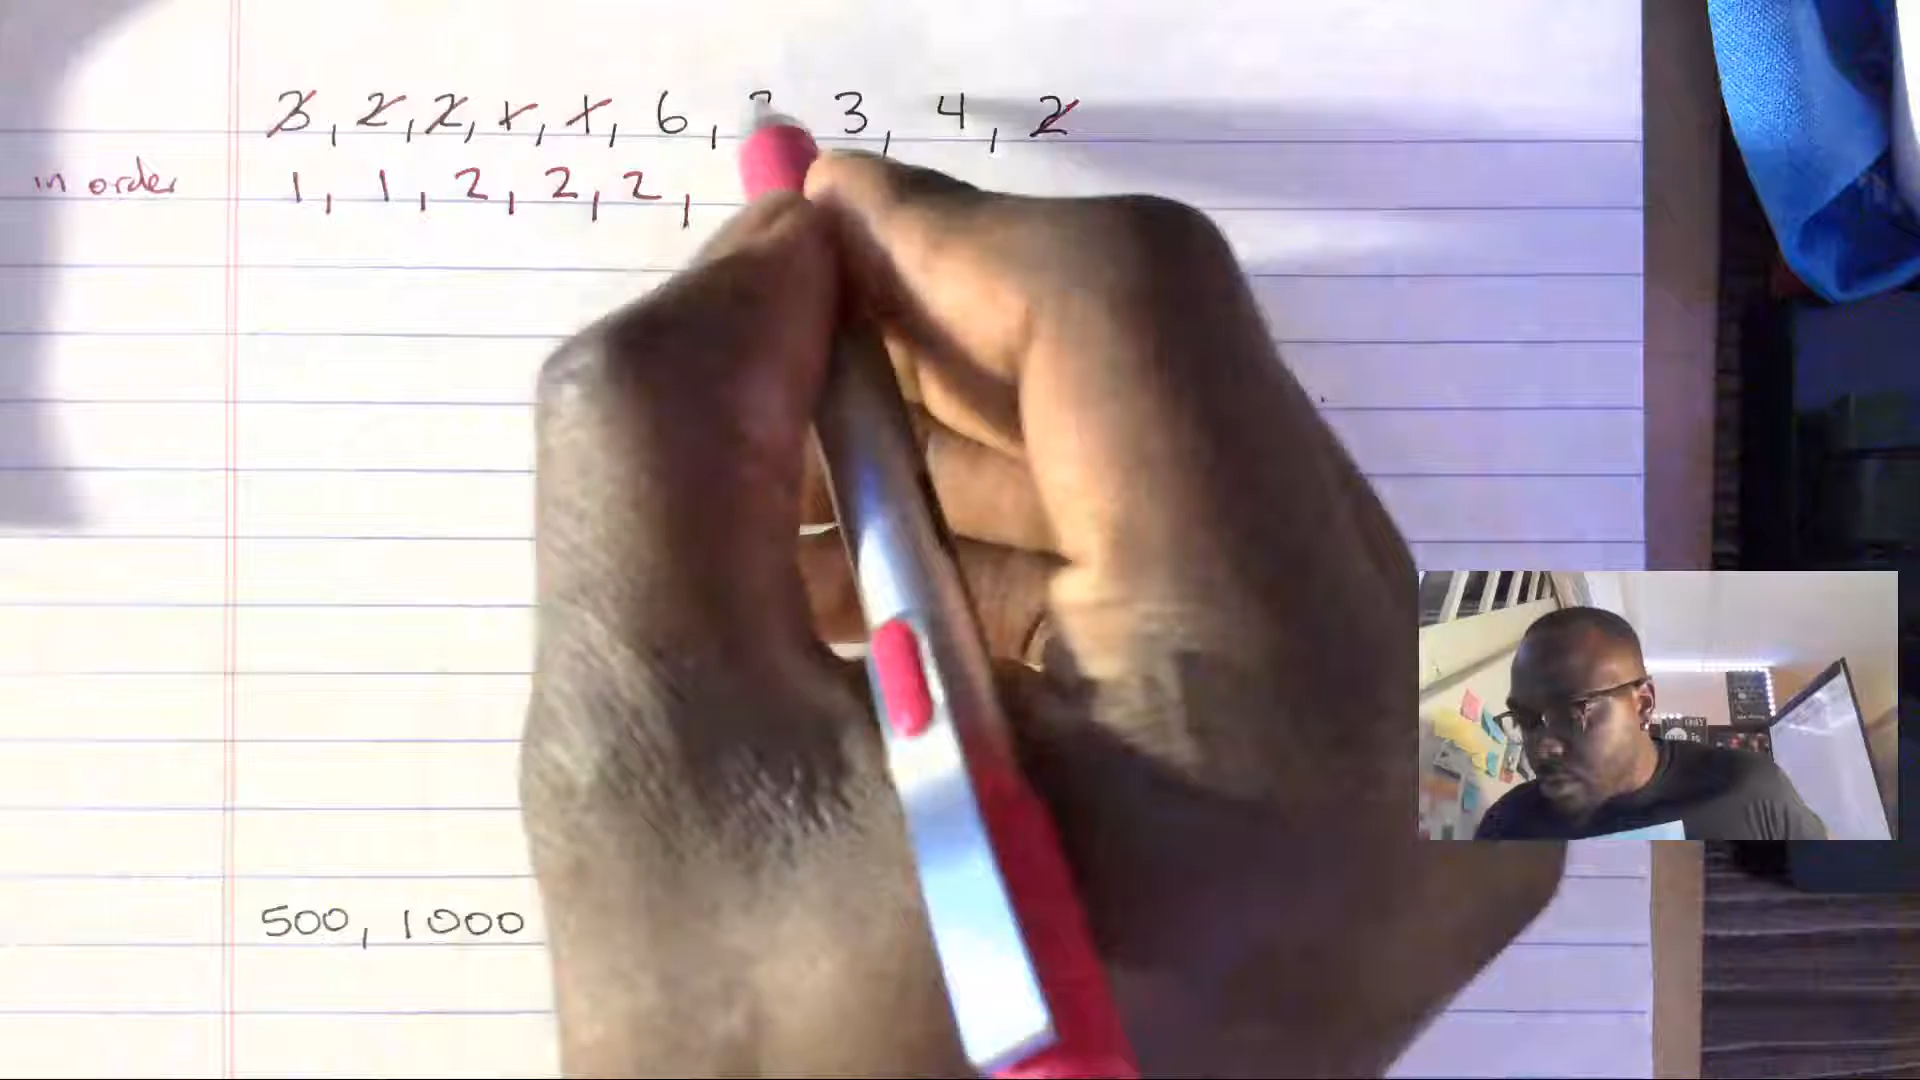 3, 2, 2, 1, 1, 6, 3, 4, 2
in order 1, 1, 2, 2, 2,
500, 1000